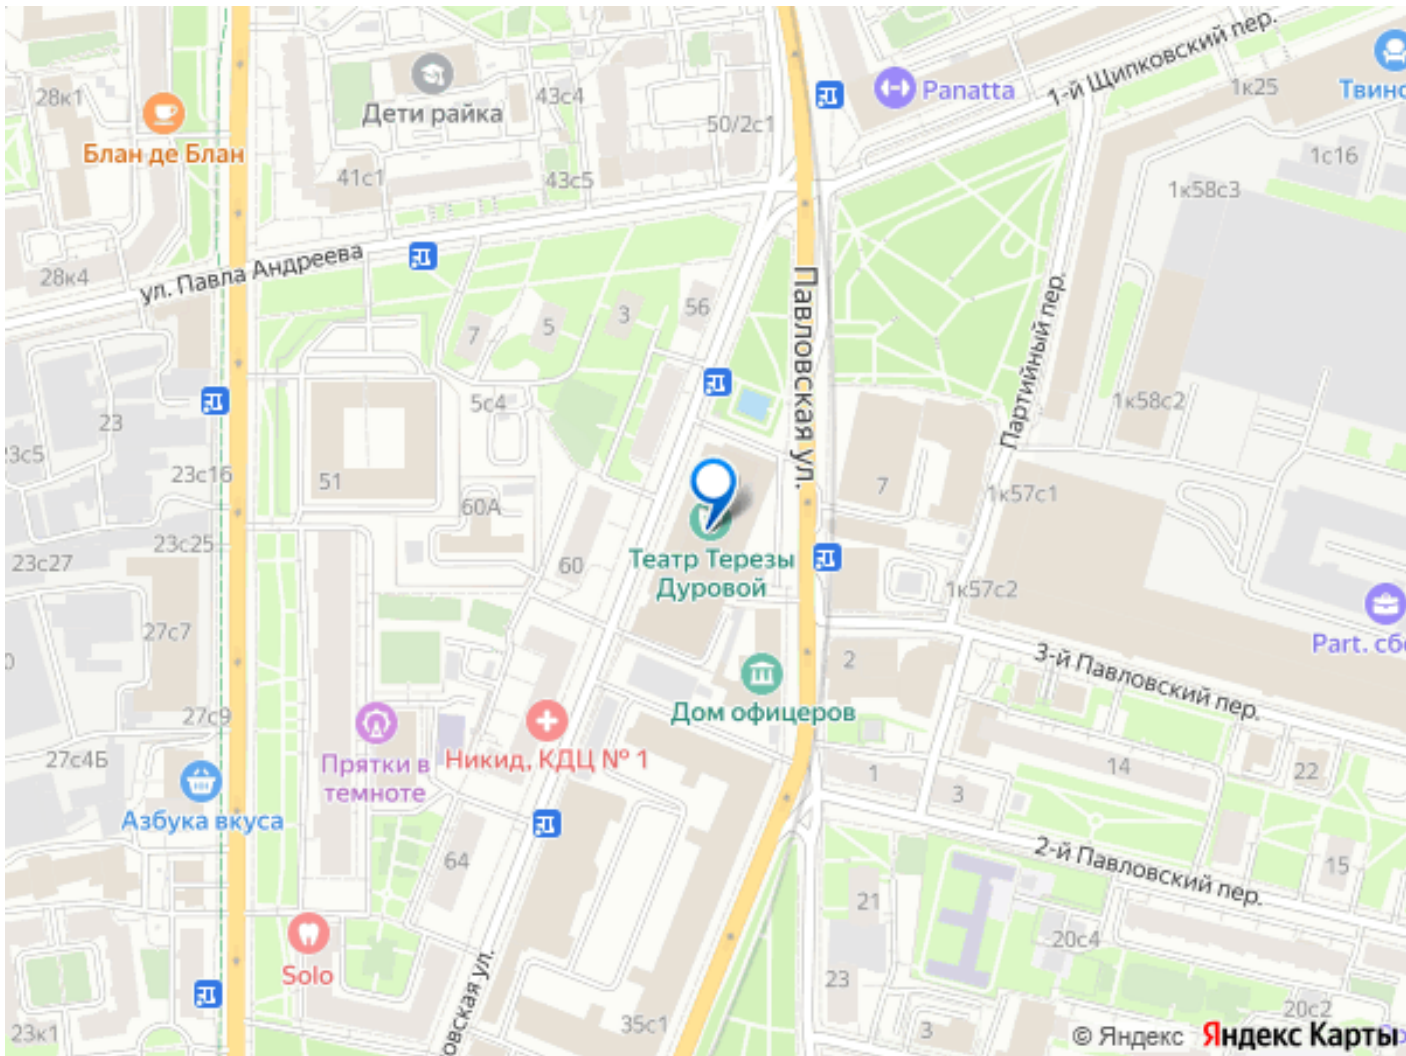 1-й Щипковский пер.
28к1
Дети райка
43с4
Panatta
1к25
Твинс
Блан де Блан
50/2с1
41с1
43с5
1с16
1к58с3
28к4
ул. Павла Андреева
56
7
5
3
Павловская ул.
Партийный пер.
5с4
1к58с2
23
23с5
23с16
51
60А
7
1к57с1
23с25
23с27
60
Театр Терезы
Дуровой
1к57с2
27с7
2
3-й Павловский пер.
Part. сбо
Дом офицеров
27с9
27с4Б
Прятки в
темноте
Никид, КДЦ № 1
1
3
14
22
Азбука вкуса
64
2-й Павловский пер.
15
21
20с4
Solo
23
овская ул.
35с1
20с2
23к1
3
© Яндекс Яндекс Карты